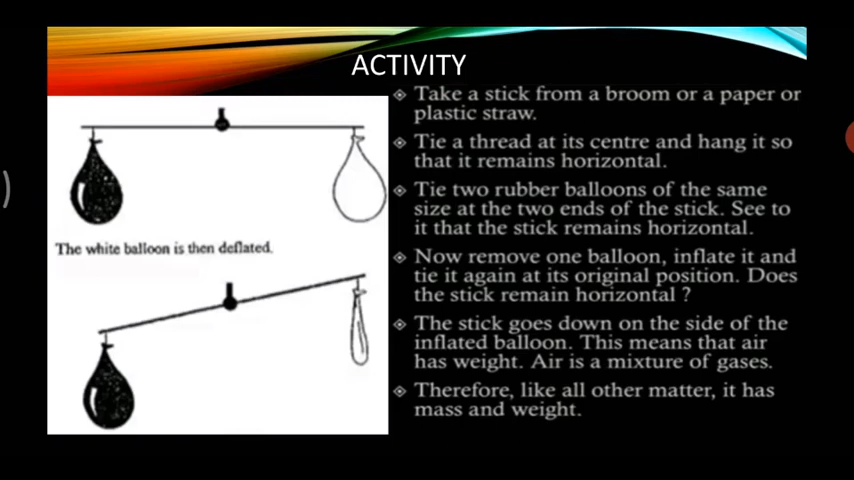 ACTIVITY
Take a stick from a broom or a paper or
plastic straw.
Tie a thread at its centre and hang it so
that it remains horizontal.
Tie two rubber balloons of the same
size at the two ends of the stick. See to
it that the stick remains horizontal.
Now remove one balloon, inflate it and
tie it again at its original position. Does
the stick remain horizontal ?
The stick goes down on the side of the
inflated balloon. This means that air
has weight. Air is a mixture of gases.
Therefore, like all other matter, it has
mass and weight.
The white balloon is then deflated.